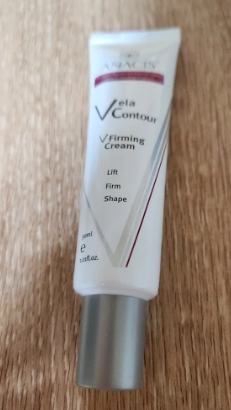 ANACIS
Vela
Contour
V Firming
Cream
Lift
Firm
Shape
e